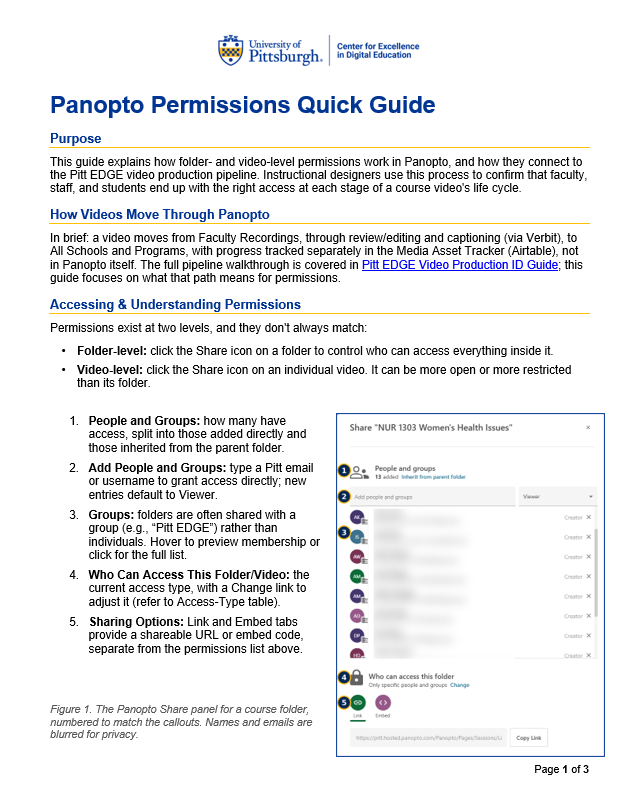 University of
Pittsburgh®
Center for Excellence
in Digital Education
Panopto Permissions Quick Guide
Purpose
This guide explains how folder- and video-level permissions work in Panopto, and how they connect to
the Pitt EDGE video production pipeline. Instructional designers use this process to confirm that faculty,
staff, and students end up with the right access at each stage of a course video's life cycle.
How Videos Move Through Panopto
In brief: a video moves from Faculty Recordings, through review/editing and captioning (via Verbit), to
All Schools and Programs, with progress tracked separately in the Media Asset Tracker (Airtable), not
in Panopto itself. The full pipeline walkthrough is covered in Pitt EDGE Video Production ID Guide; this
guide focuses on what that path means for permissions.
Accessing & Understanding Permissions
Permissions exist at two levels, and they don't always match:
• Folder-level: click the Share icon on a folder to control who can access everything inside it.
• Video-level: click the Share icon on an individual video. It can be more open or more restricted
than its folder.
1. People and Groups: how many have
access, split into those added directly and
those inherited from the parent folder.
2. Add People and Groups: type a Pitt email
or username to grant access directly; new
entries default to Viewer.
3. Groups: folders are often shared with a
group (e.g., “Pitt EDGE”) rather than
individuals. Hover to preview membership or
click for the full list.
4. Who Can Access This Folder/Video: the
current access type, with a Change link to
adjust it (refer to Access-Type table).
5. Sharing Options: Link and Embed tabs
provide a shareable URL or embed code,
separate from the permissions list above.
Figure 1. The Panopto Share panel for a course folder,
numbered to match the callouts. Names and emails are
blurred for privacy.
Share "NUR 1303 Women's Health Issues" ×
1 People and groups
13 added Inherit from parent folder
2 Add people and groups Viewer
AK Creator ×
3 JS Creator ×
AW Creator ×
AM Creator ×
AM Creator ×
AO Creator ×
DP Creator ×
HD Creator ×
4 Who can access this folder
Only specific people and groups Change
5
Link Embed
https://pitt.hosted.panopto.com/Panopto/Pages/Sessions/Li Copy Link
Page 1 of 3